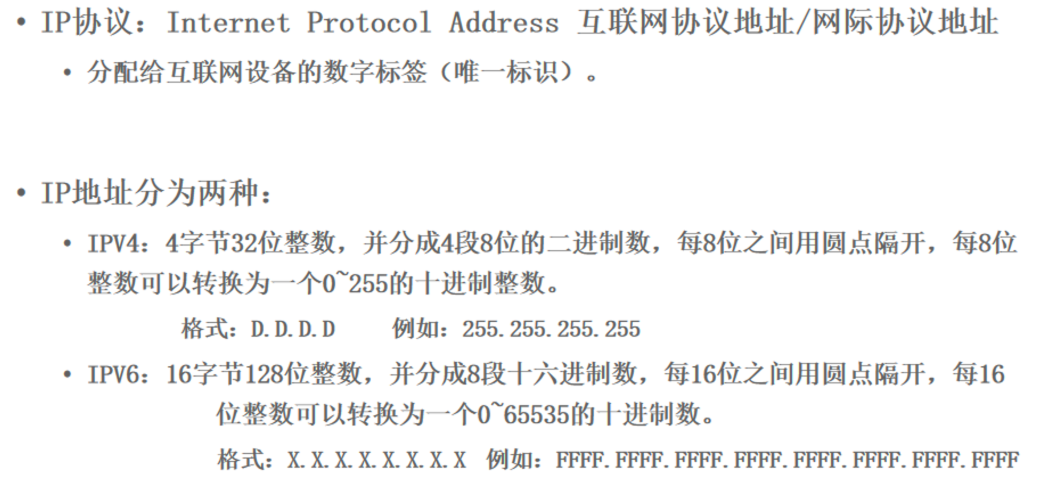 • IP协议：Internet Protocol Address 互联网协议地址/网际协议地址
• 分配给互联网设备的数字标签（唯一标识）。
• IP地址分为两种：
• IPV4：4字节32位整数，并分成4段8位的二进制数，每8位之间用圆点隔开，每8位
整数可以转换为一个0~255的十进制整数。
格式：D.D.D.D 例如：255.255.255.255
• IPV6：16字节128位整数，并分成8段十六进制数，每16位之间用圆点隔开，每16
位整数可以转换为一个0~65535的十进制数。
格式：X.X.X.X.X.X.X.X 例如：FFFF.FFFF.FFFF.FFFF.FFFF.FFFF.FFFF.FFFF